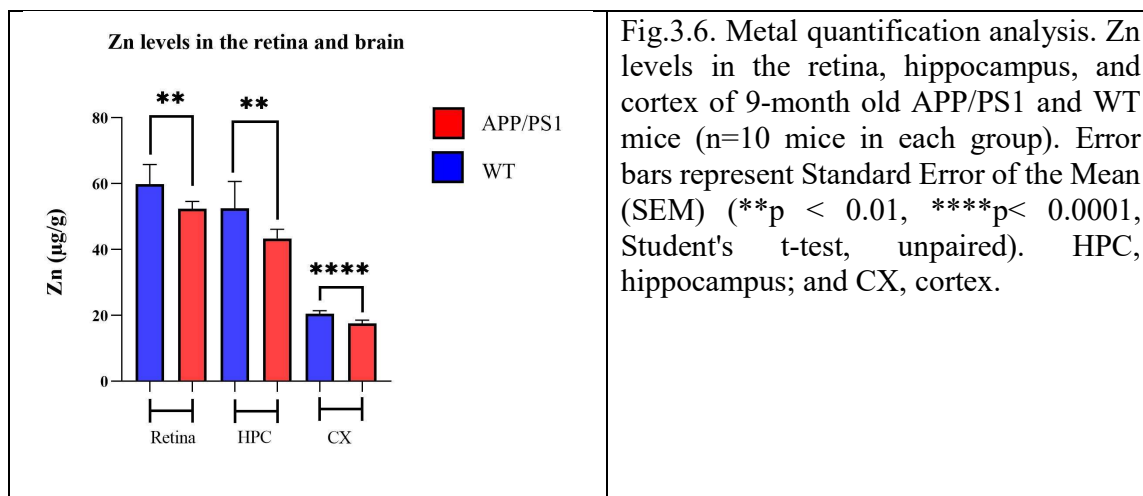 Zn levels in the retina and brain
** **
****
80
60
40
20
0
Zn (µg/g)
Retina HPC CX
APP/PS1
WT
Fig.3.6. Metal quantification analysis. Zn
levels in the retina, hippocampus, and
cortex of 9-month old APP/PS1 and WT
mice (n=10 mice in each group). Error
bars represent Standard Error of the Mean
(SEM) (**p < 0.01, ****p< 0.0001,
Student's t-test, unpaired). HPC,
hippocampus; and CX, cortex.